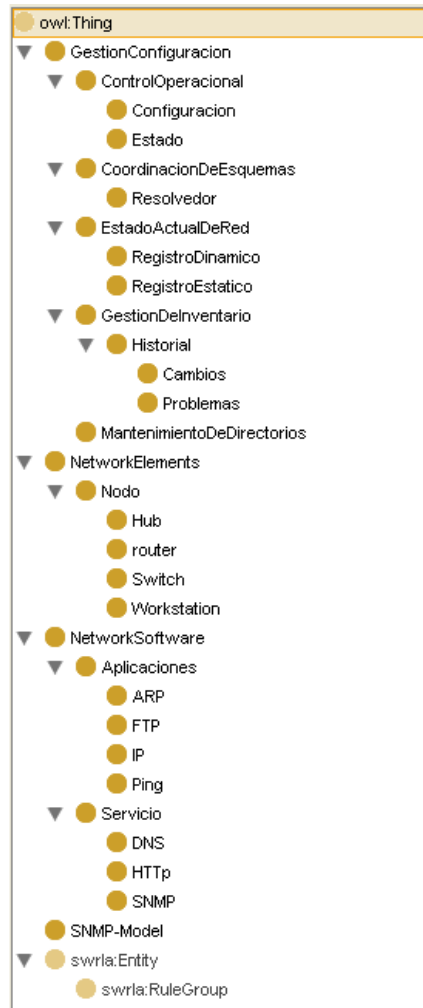 owl:Thing
GestionConfiguracion
ControlOperacional
Configuracion
Estado
CoordinacionDeEsquemas
Resolvedor
EstadoActualDeRed
RegistroDinamico
RegistroEstatico
GestionDeInventario
Historial
Cambios
Problemas
MantenimientoDeDirectorios
NetworkElements
Nodo
Hub
router
Switch
Workstation
NetworkSoftware
Aplicaciones
ARP
FTP
IP
Ping
Servicio
DNS
HTTp
SNMP
SNMP-Model
swrla:Entity
swrla:RuleGroup